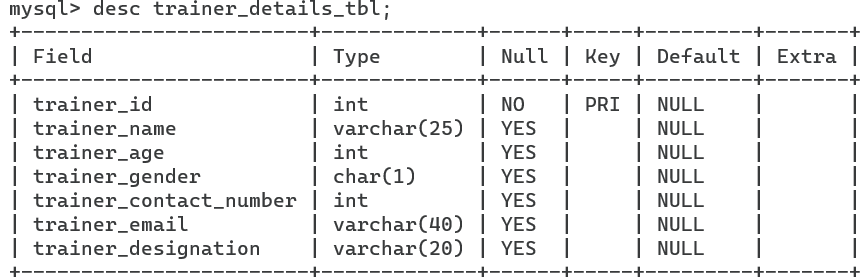 mysql> desc trainer_details_tbl;
+------------------------+-------------+------+-----+---------+-------+
| Field                  | Type        | Null | Key | Default | Extra |
+------------------------+-------------+------+-----+---------+-------+
| trainer_id             | int         | NO   | PRI | NULL    |       |
| trainer_name           | varchar(25) | YES  |     | NULL    |       |
| trainer_age            | int         | YES  |     | NULL    |       |
| trainer_gender         | char(1)     | YES  |     | NULL    |       |
| trainer_contact_number | int         | YES  |     | NULL    |       |
| trainer_email          | varchar(40) | YES  |     | NULL    |       |
| trainer_designation    | varchar(20) | YES  |     | NULL    |       |
+------------------------+-------------+------+-----+---------+-------+